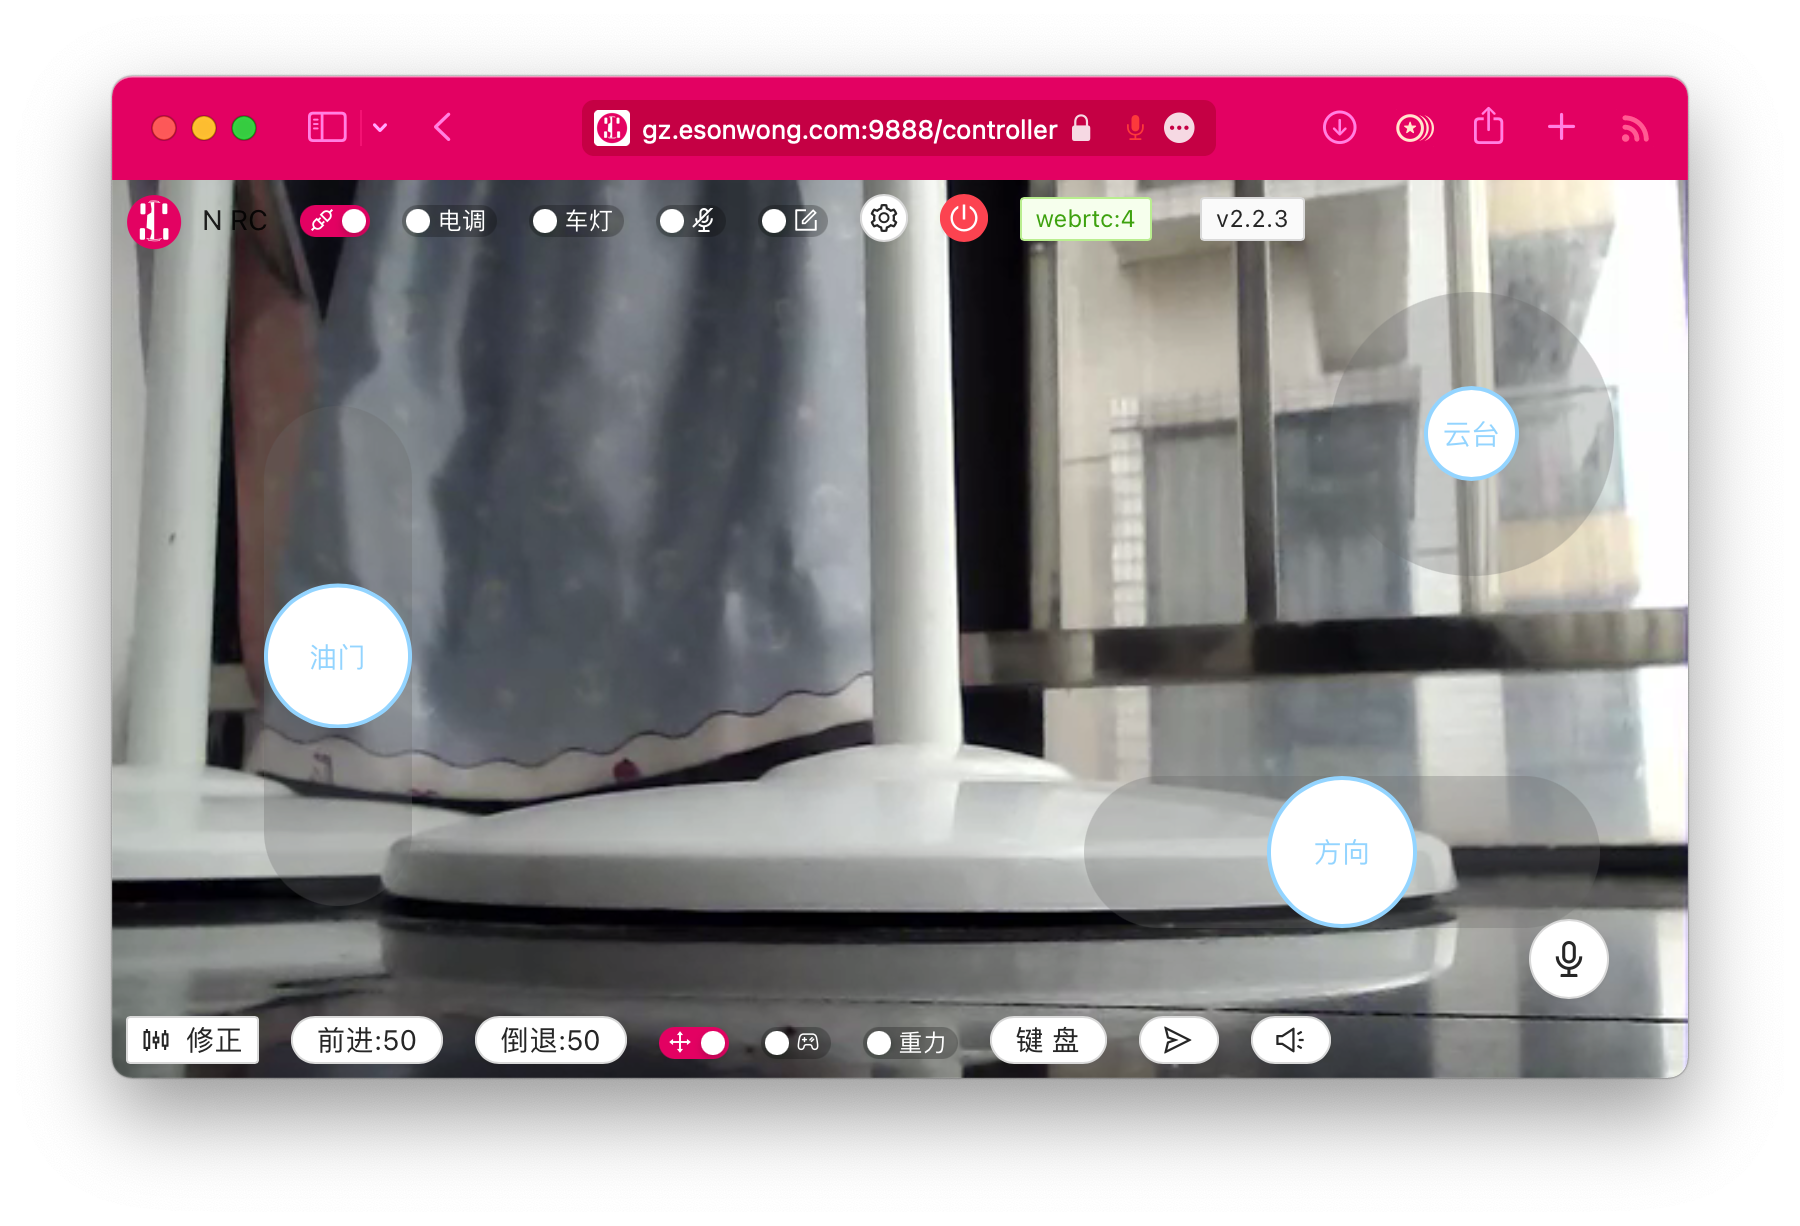 gz.esonwong.com:9888/controller
N RC
电调
车灯
webrtc:4
v2.2.3
云台
油门
方向
修正
前进:50
倒退:50
重力
键 盘